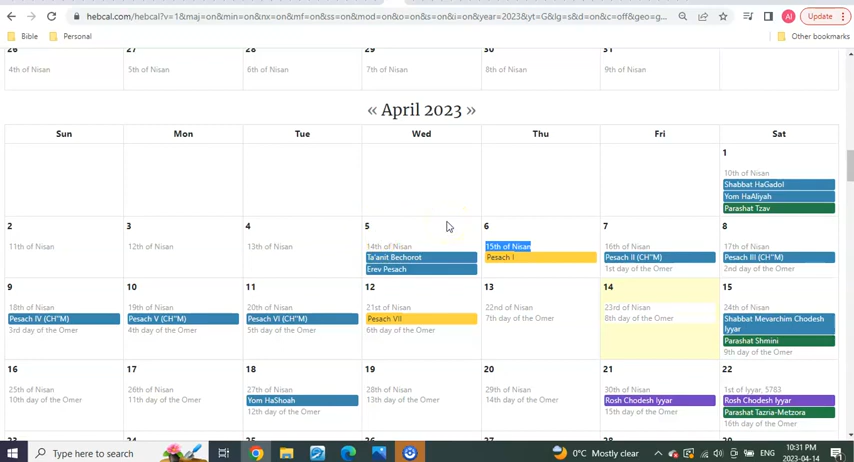 hebcal.com/hebcal?v=1&maj=on&min=on&nx=on&mf=on&ss=on&mod=on&o=on&s=on&i=on&year=2023&yt=G&lg=s&d=on&c=off&geo=g...
AI
Update
Bible
Personal
Other bookmarks
26 27 28 29 30 31
4th of Nisan 5th of Nisan 6th of Nisan 7th of Nisan 8th of Nisan 9th of Nisan
« April 2023 »
Sun Mon Tue Wed Thu Fri Sat
1
10th of Nisan
Shabbat HaGadol
Yom HaAliyah
Parashat Tzav
2
11th of Nisan
3
12th of Nisan
4
13th of Nisan
5
14th of Nisan
Ta'anit Bechorot
Erev Pesach
6
15th of Nisan
Pesach I
7
16th of Nisan
Pesach II (CH"M)
1st day of the Omer
8
17th of Nisan
Pesach III (CH"M)
2nd day of the Omer
9
18th of Nisan
Pesach IV (CH"M)
3rd day of the Omer
10
19th of Nisan
Pesach V (CH"M)
4th day of the Omer
11
20th of Nisan
Pesach VI (CH"M)
5th day of the Omer
12
21st of Nisan
Pesach VII
6th day of the Omer
13
22nd of Nisan
7th day of the Omer
14
23rd of Nisan
8th day of the Omer
15
24th of Nisan
Shabbat Mevarchim Chodesh
Iyyar
Parashat Shmini
9th day of the Omer
16
25th of Nisan
10th day of the Omer
17
26th of Nisan
11th day of the Omer
18
27th of Nisan
Yom HaShoah
12th day of the Omer
19
28th of Nisan
13th day of the Omer
20
29th of Nisan
14th day of the Omer
21
30th of Nisan
Rosh Chodesh Iyyar
15th day of the Omer
22
1st of Iyyar, 5783
Rosh Chodesh Iyyar
Parashat Tazria-Metzora
16th day of the Omer
Type here to search
0°C Mostly clear
ENG
10:31 PM
2023-04-14